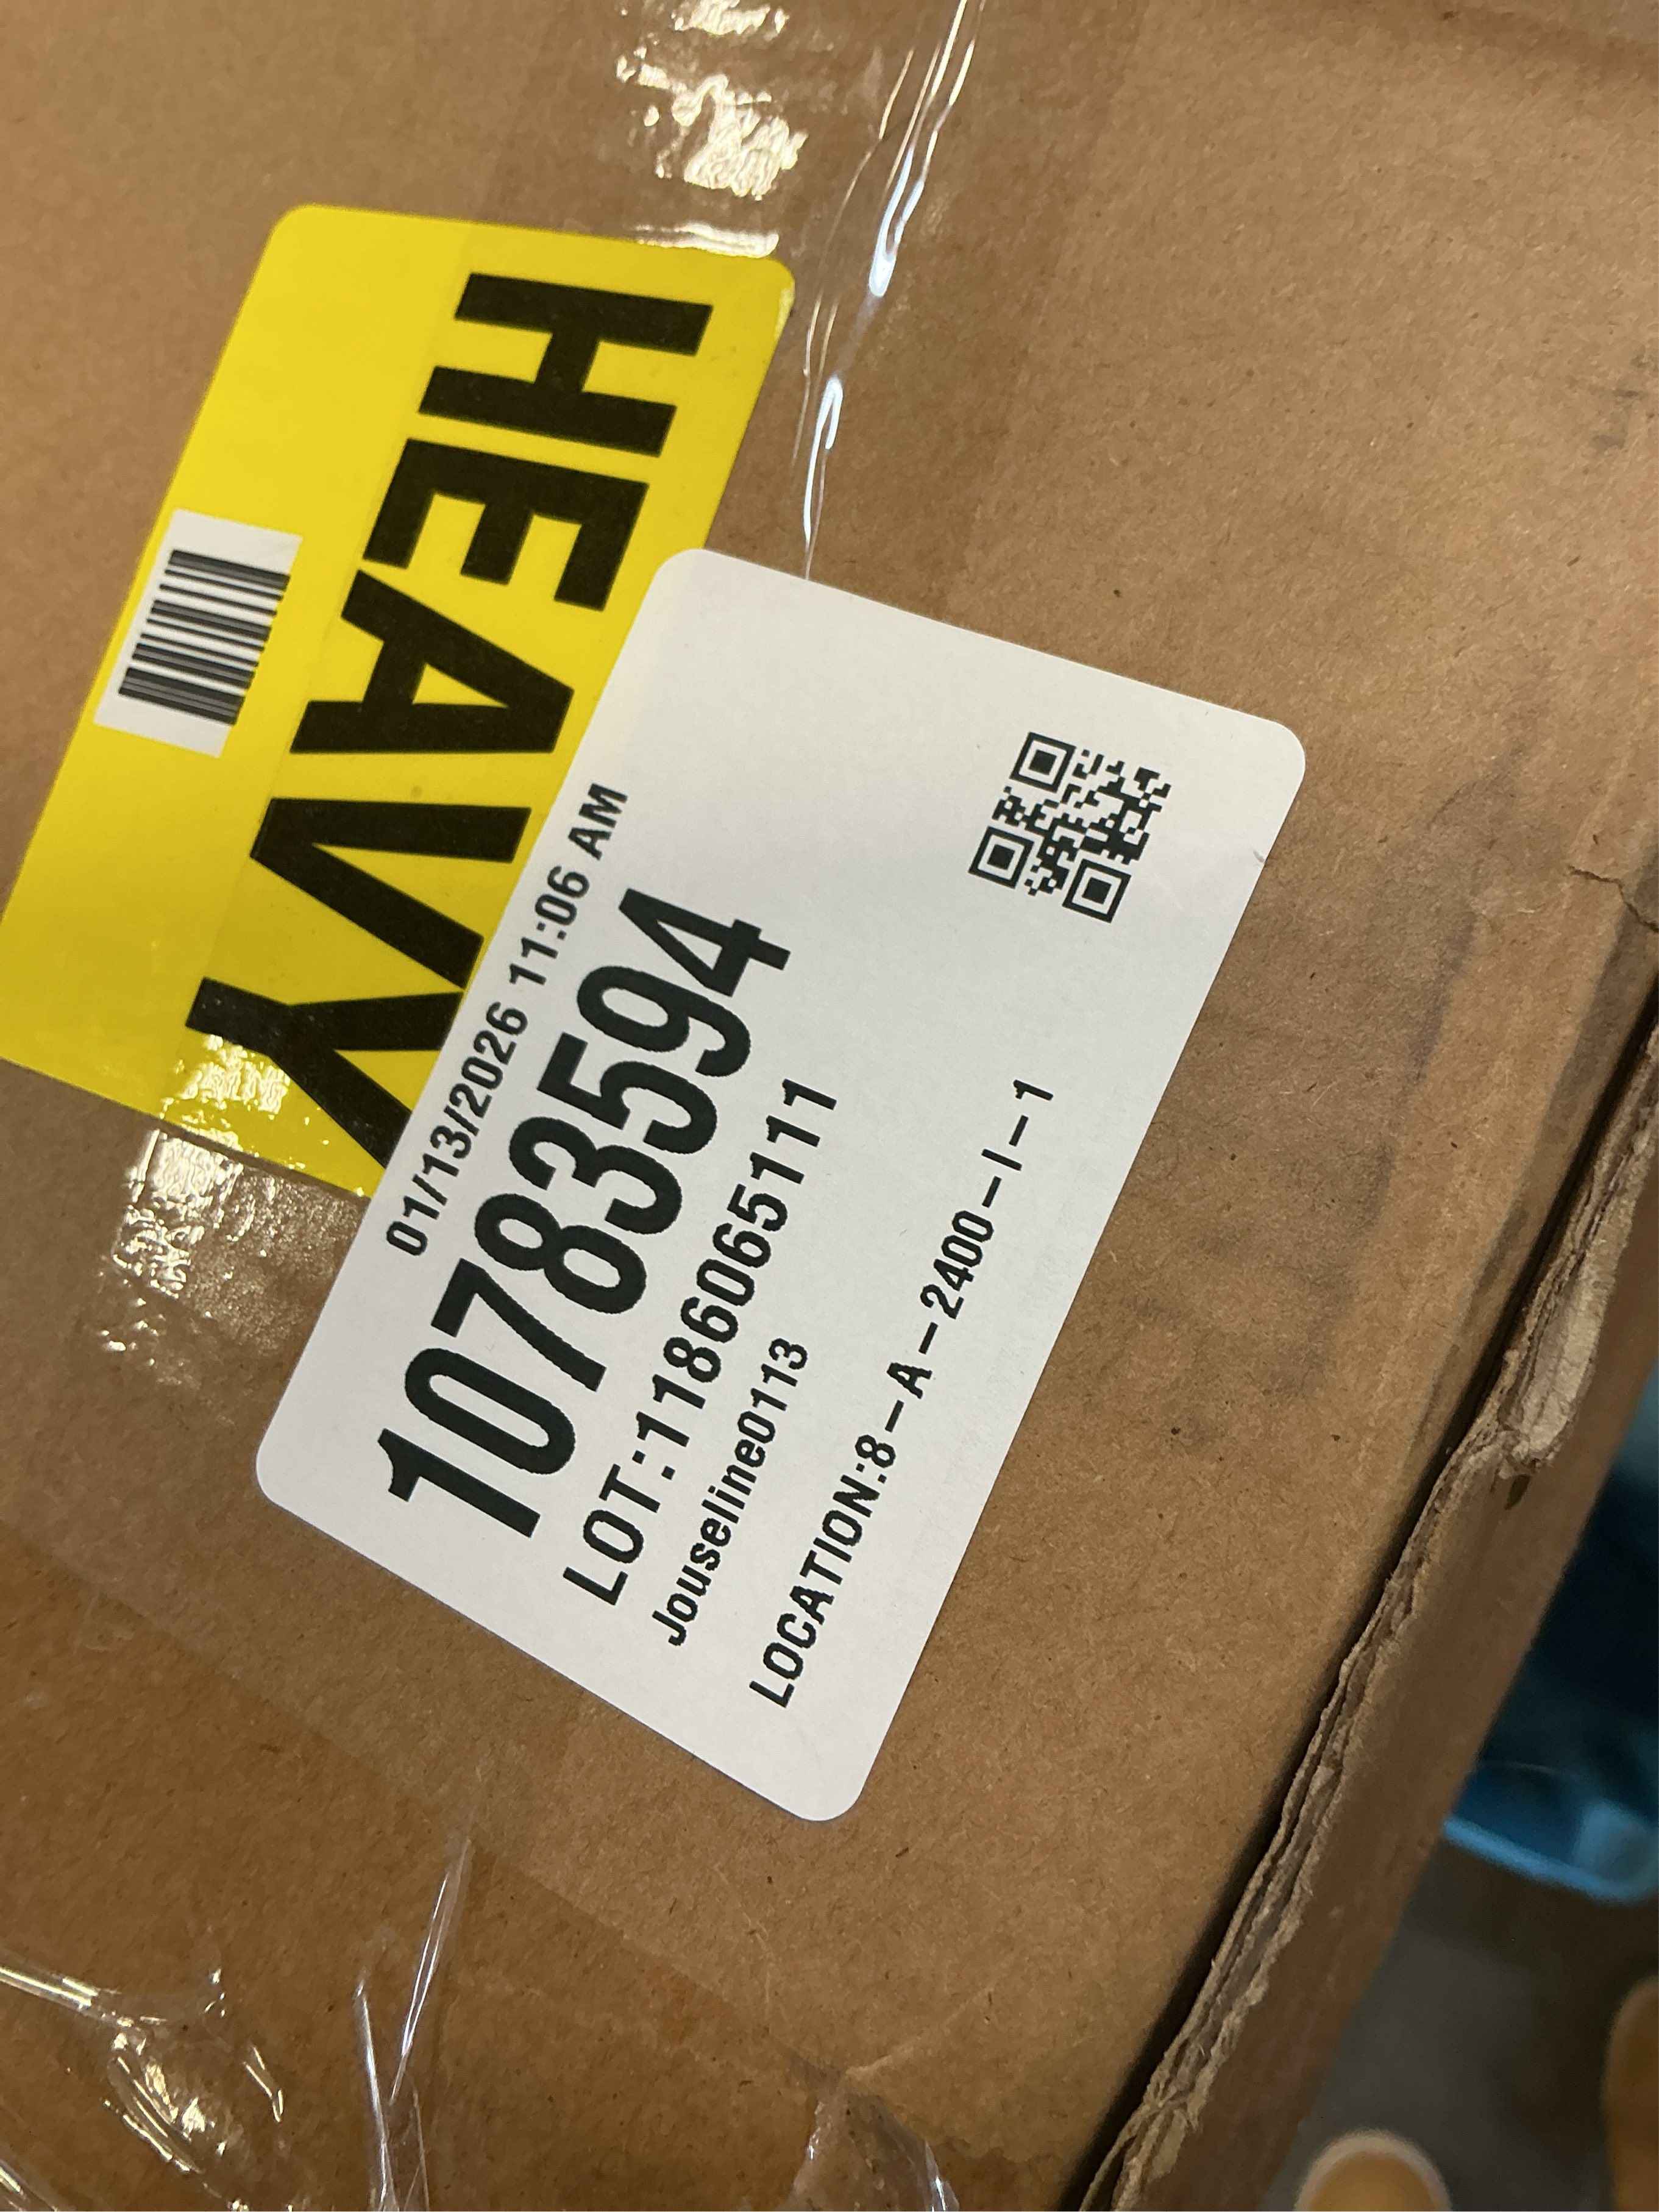 HEAVY
01/13/2026 11:06 AM
10783594
LOT:1186065111
Jouseline0113
LOCATION:8-A-2400-I-1